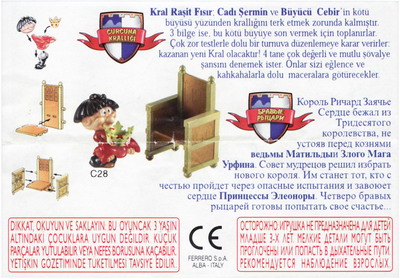 Kral Raşit Fısır, Cadı Şermin ve Büyücü Cebir'in kötü
büyüsü yüzünden krallığını terk etmek zorunda kalmıştır.
3 bilge ise, bu kötü büyüye son vermek için toplanırlar.
Çok zor testlerle dolu bir turnuva düzenlemeye karar verirler:
kazanan yeni Kral olacaktır! 4 tane çok değerli ve mutlu şövalye
şansını denemek ister. Onları sizi eğlence ve
kahkahalarla dolu maceralara götürecekler.
CURCUNA
KRALLIĞI
Король Ричард Заячье
Сердце бежал из
Тридесятого
королевства, не
устояв перед кознями
ведьмы Матильды и Злого Мага
Урфина. Совет мудрецов решил избрать
нового короля. Им станет тот, кто с
честью пройдет через опасные испытания и завоюет
сердце Принцессы Элеоноры. Четверо бравых
рыцарей готовы попытать свое счастье...
БРАВЫЕ
РЫЦАРИ
C28
DİKKAT, OKUYUN VE SAKLAYIN: BU OYUNCAK 3 YAŞIN
ALTINDAKİ ÇOCUKLARA UYGUN DEĞİLDİR. KÜÇÜK
PARÇALAR YUTULABİLİR VEYA NEFES BORUSUNA KAÇABİLİR.
YETİŞKİN GÖZETİMİNDE TÜKETİLMESİ TAVSİYE EDİLİR.
CE
FERRERO S.p.A.
ALBA - ITALY
ОСТОРОЖНО ИГРУШКА НЕ ПРЕДНАЗНАЧЕНА ДЛЯ ДЕТЕЙ
МЛАДШЕ 3-Х ЛЕТ. МЕЛКИЕ ДЕТАЛИ МОГУТ БЫТЬ
ПРОГЛОЧЕНЫ ИЛИ ПОПАСТЬ В ДЫХАТЕЛЬНЫЕ ПУТИ
РЕКОМЕНДУЕТСЯ НАБЛЮДЕНИЕ ВЗРОСЛЫХ.